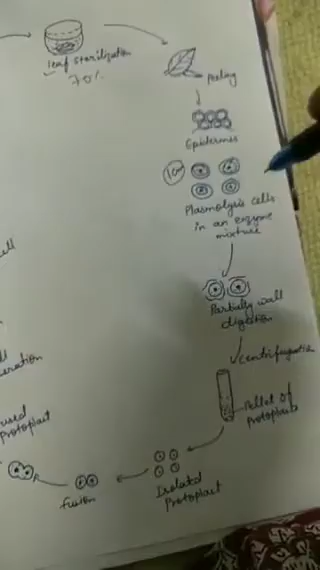 leaf sterilization
70%
peeling
Epidermis
Plasmolysis cells
in an enzyme
mixture
Partially wall
digestion
centrifugation
Pellet of
Protoplast
Isolated
Protoplast
fusion
rotoplast